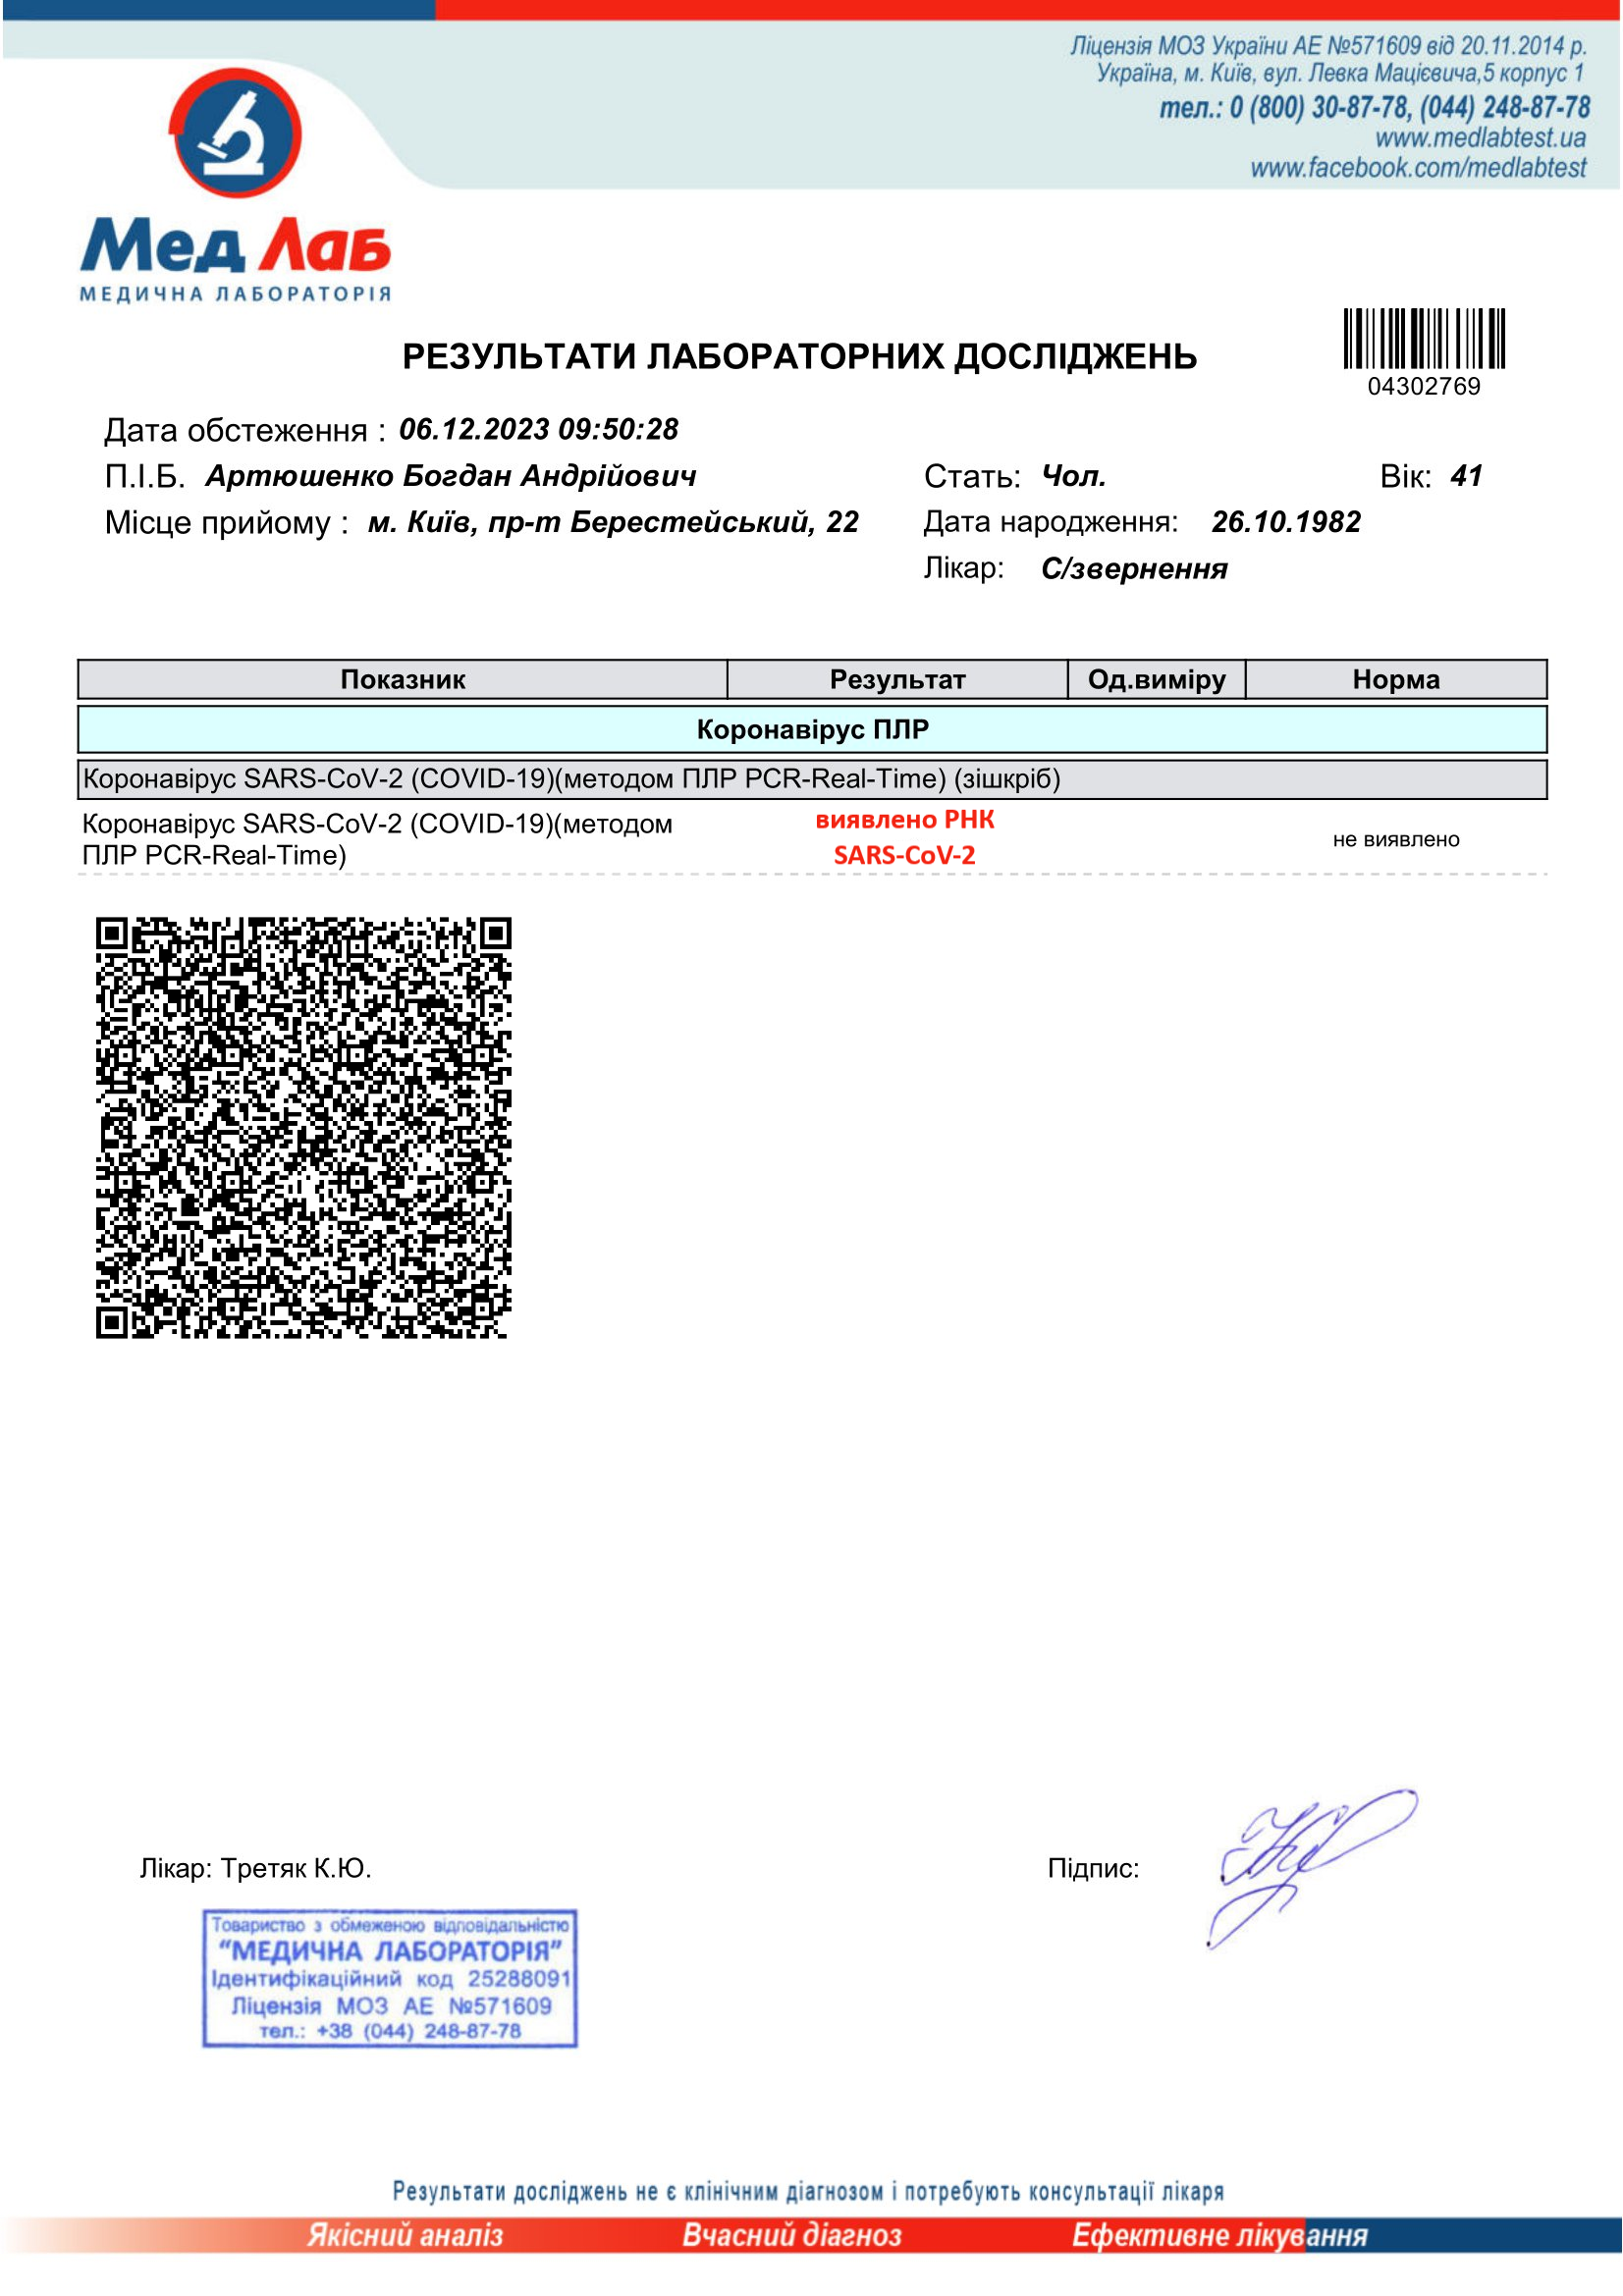 Ліцензія МОЗ України АЕ №571609 від 20.11.2014 р.
Україна, м. Київ, вул. Левка Мацієвича,5 корпус 1
тел.: 0 (800) 30-87-78, (044) 248-87-78
www.medlabtest.ua
www.facebook.com/medlabtest
Мед Лаб
МЕДИЧНА ЛАБОРАТОРІЯ
РЕЗУЛЬТАТИ ЛАБОРАТОРНИХ ДОСЛІДЖЕНЬ
04302769
Дата обстеження : 06.12.2023 09:50:28
П.І.Б. Артюшенко Богдан Андрійович Стать: Чол. Вік: 41
Місце прийому : м. Київ, пр-т Берестейський, 22 Дата народження: 26.10.1982
Лікар: С/звернення
Показник Результат Од.виміру Норма
Коронавірус ПЛР
Коронавірус SARS-CoV-2 (COVID-19)(методом ПЛР PCR-Real-Time) (зішкріб)
Коронавірус SARS-CoV-2 (COVID-19)(методом ПЛР PCR-Real-Time) виявлено РНК SARS-CoV-2 не виявлено
Лікар: Третяк К.Ю. Підпис:
Товариство з обмеженою відповідальністю
“МЕДИЧНА ЛАБОРАТОРІЯ”
Ідентифікаційний код 25288091
Ліцензія МОЗ АЕ №571609
тел.: +38 (044) 248-87-78
Результати досліджень не є клінічним діагнозом і потребують консультації лікаря
Якісний аналіз Вчасний діагноз Ефективне лікування